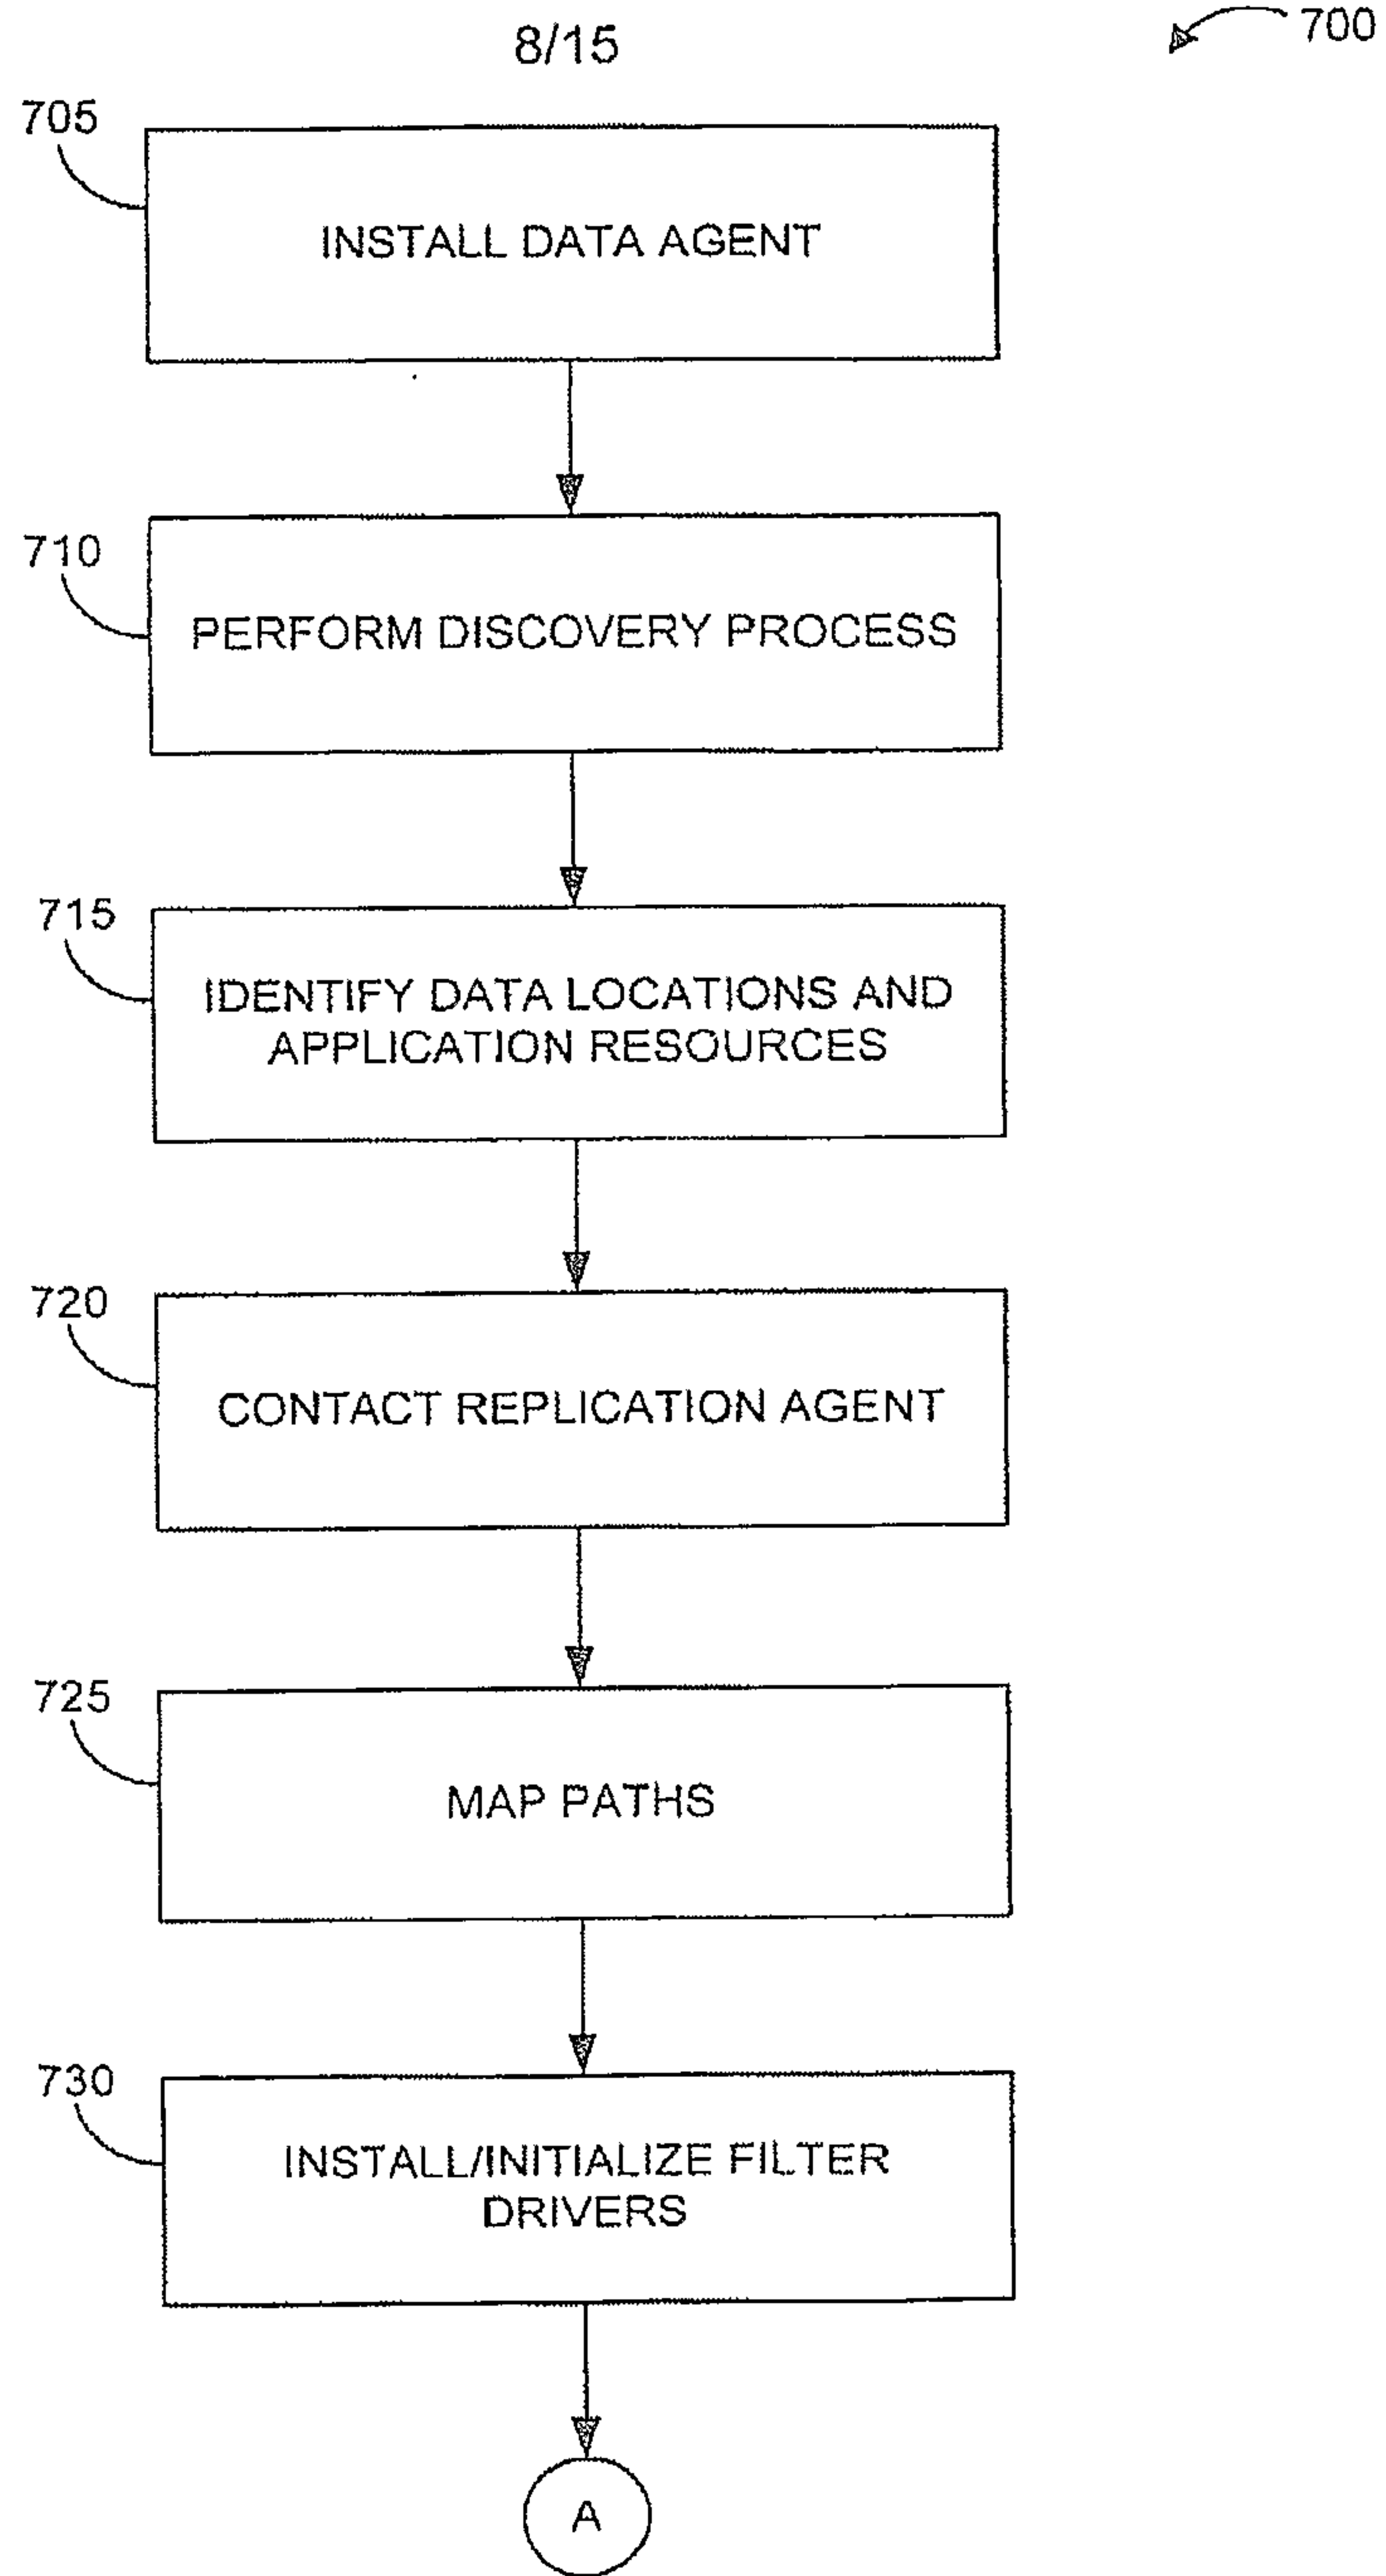 8/15
700
705
INSTALL DATA AGENT
710
PERFORM DISCOVERY PROCESS
715
IDENTIFY DATA LOCATIONS AND
APPLICATION RESOURCES
720
CONTACT REPLICATION AGENT
725
MAP PATHS
730
INSTALL/INITIALIZE FILTER
DRIVERS
A